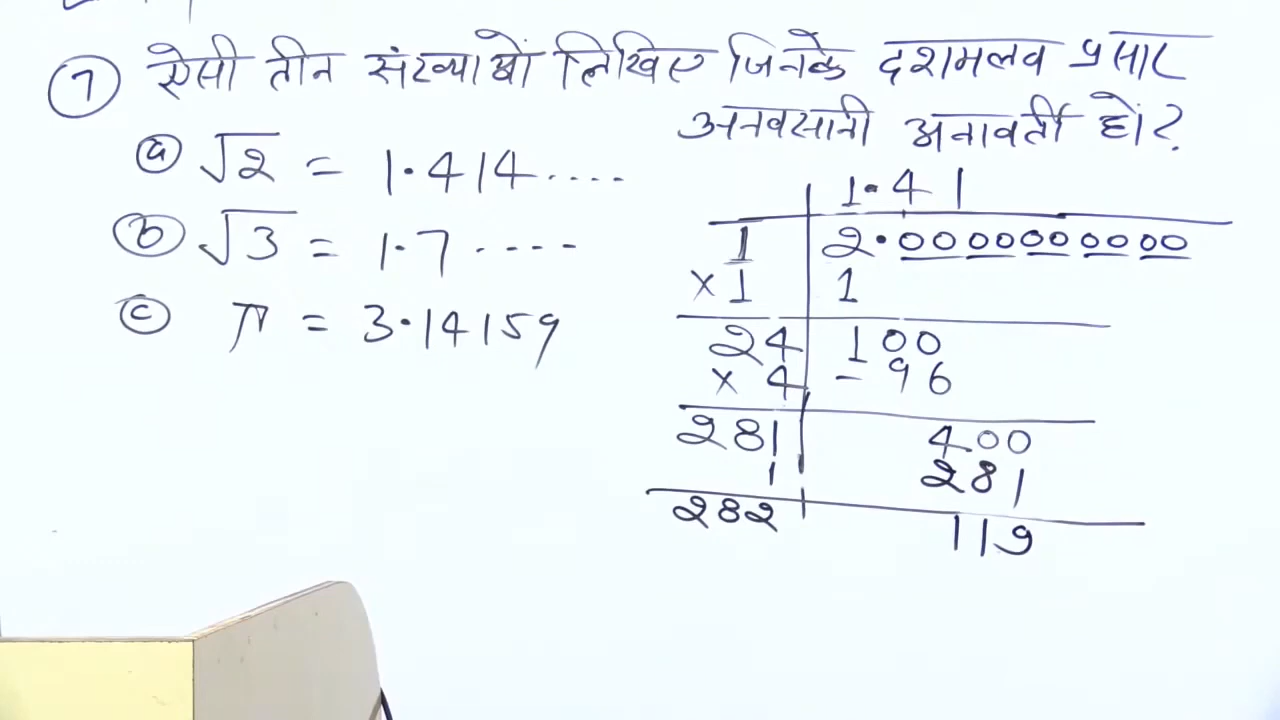 7 ऐसी तीन संख्याओं लिखिए जिनके दशमलव प्रसार
अनवसानी अनावर्ती हों?
a √2 = 1.414....
b √3 = 1.7 ....
c π = 3.14159
1.41
1 2.0000000000
×1 1
24 100
× 4 - 96
281 400
1 281
282 119